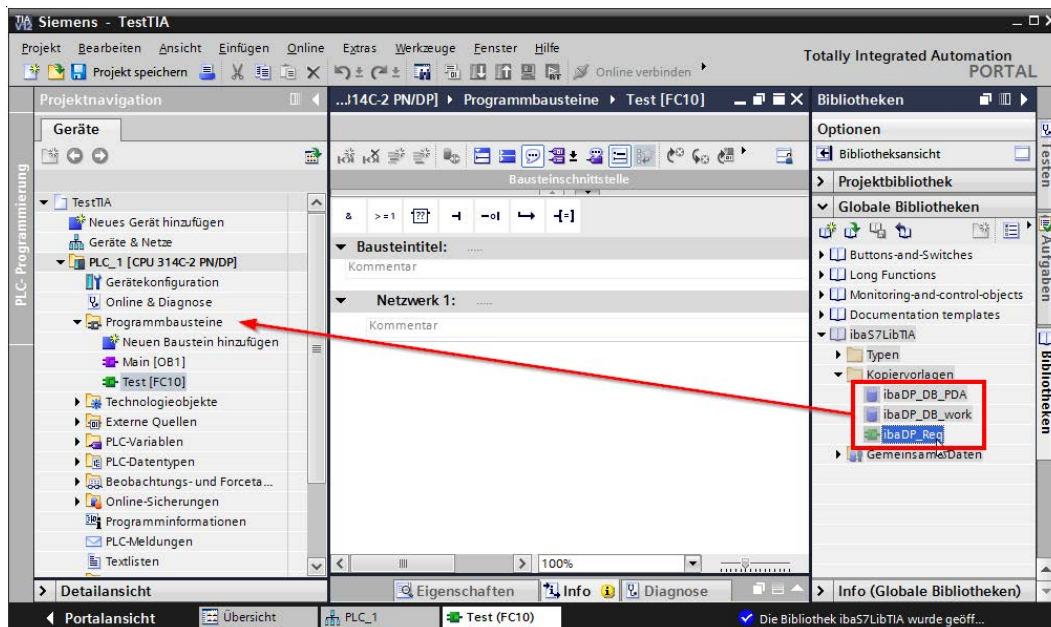 TIA V12 Siemens - TestTIA
Projekt Bearbeiten Ansicht Einfügen Online Extras Werkzeuge Fenster Hilfe
Totally Integrated Automation
PORTAL
Projekt speichern
Online verbinden
Projektnavigation
Geräte
PLC-Programmierung
TestTIA
Neues Gerät hinzufügen
Geräte & Netze
PLC_1 [CPU 314C-2 PN/DP]
Gerätekonfiguration
Online & Diagnose
Programmbausteine
Neuen Baustein hinzufügen
Main [OB1]
Test [FC10]
Technologieobjekte
Externe Quellen
PLC-Variablen
PLC-Datentypen
Beobachtungs- und Forceta...
Online-Sicherungen
Programminformationen
PLC-Meldungen
Textlisten
Detailansicht
...J14C-2 PN/DP] Programmbausteine Test [FC10]
Bausteinschnittstelle
& >=1 ?? -| -o| -[=]
Bausteintitel: .....
Kommentar
Netzwerk 1: .....
Kommentar
100%
Eigenschaften Info Diagnose
Bibliotheken
Optionen
Bibliotheksansicht
Projektbibliothek
Globale Bibliotheken
Buttons-and-Switches
Long Functions
Monitoring-and-control-objects
Documentation templates
ibaS7LibTIA
Typen
Kopiervorlagen
ibaDP_DB_PDA
ibaDP_DB_work
ibaDP_Req
Gemeinsame Daten
Info (Globale Bibliotheken)
Testen
Aufgaben
Bibliotheken
Portalansicht Übersicht PLC_1 Test (FC10) Die Bibliothek ibaS7LibTIA wurde geöff...